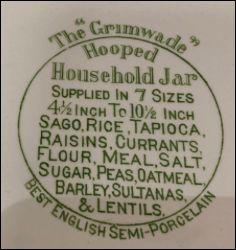 The "Grimwade"
Hooped
Household Jar
SUPPLIED IN 7 SIZES
4½ INCH TO 10½ INCH
SAGO, RICE, TAPIOCA,
RAISINS, CURRANTS,
FLOUR, MEAL, SALT,
SUGAR, PEAS, OATMEAL,
BARLEY, SULTANAS,
& LENTILS.
BEST ENGLISH SEMI-PORCELAIN